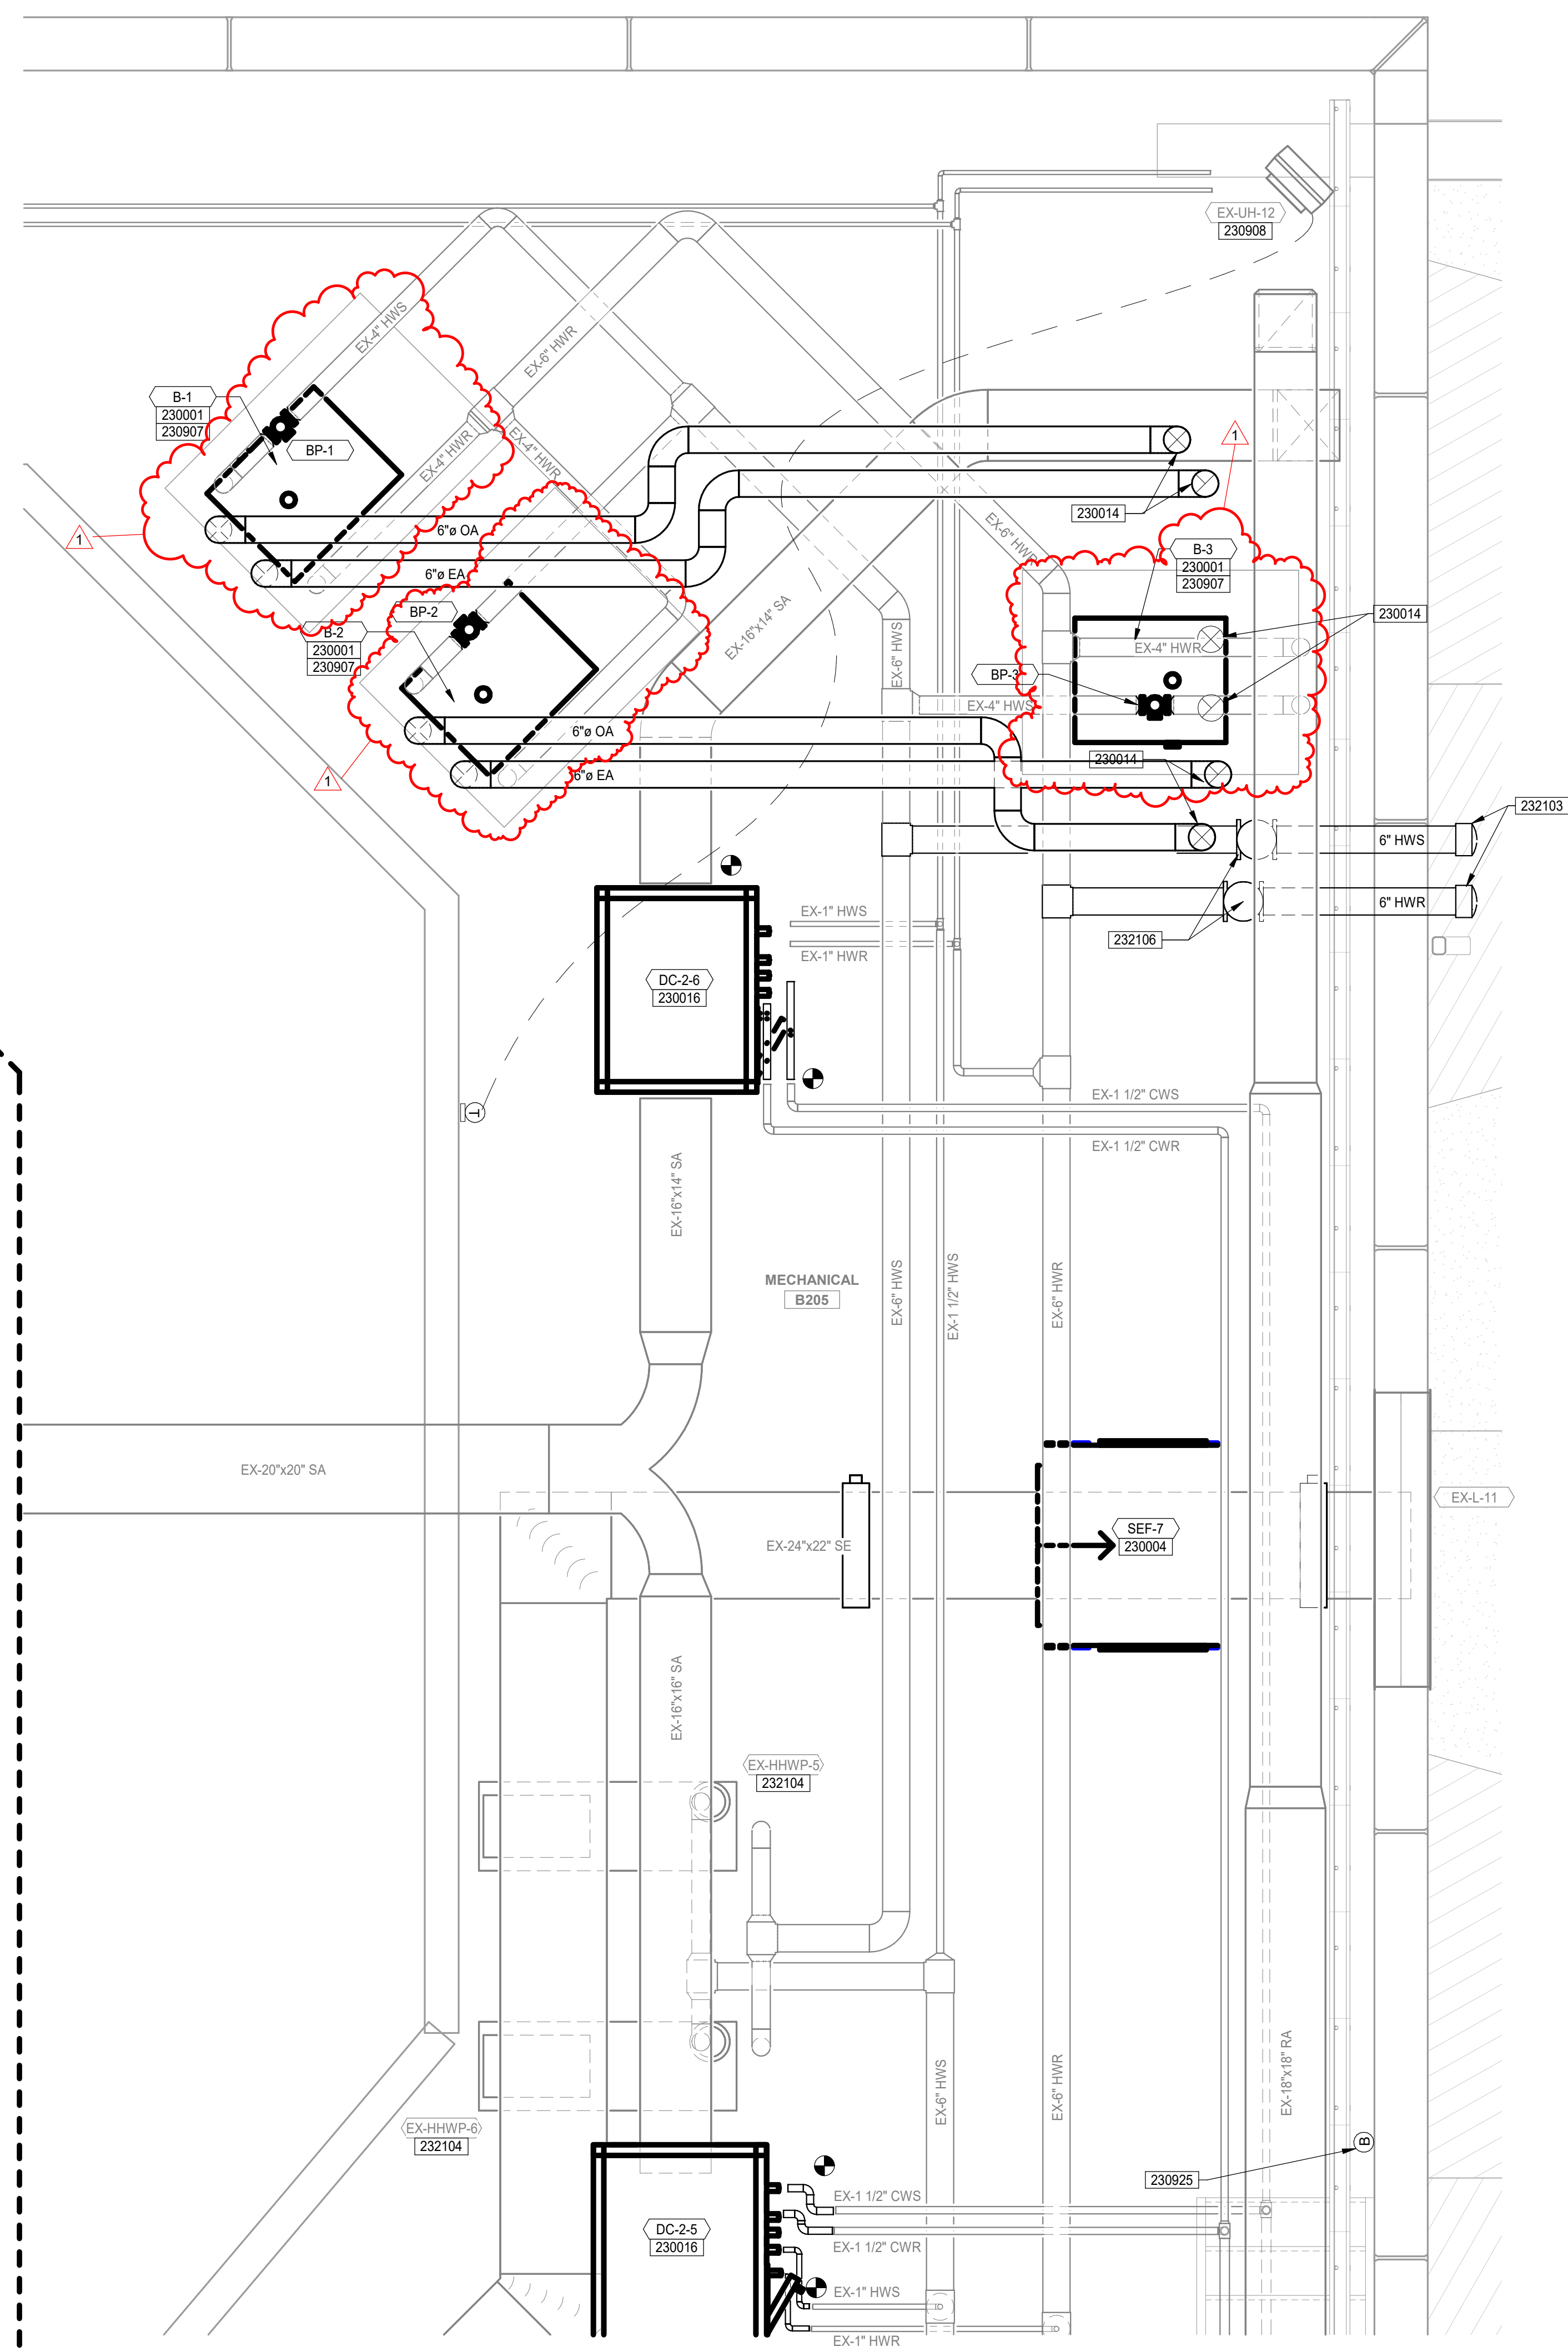 EX-UH-12
230908
EX-4" HWS
EX-6" HWR
B-1
230001
230907
BP-1
EX-4" HWR
EX-4" HWR
1
230014
1
6"ø OA
6"ø EA
EX-6" HWR
B-3
230001
230907
230014
BP-2
B-2
230001
230907
EX-16"x14" SA
EX-6" HWS
EX-4" HWR
BP-3
EX-4" HWS
6"ø OA
230014
6"ø EA
1
232103
6" HWS
6" HWR
EX-1" HWS
232106
EX-1" HWR
DC-2-6
230016
T
EX-1 1/2" CWS
EX-1 1/2" CWR
EX-16"x14" SA
MECHANICAL
B205
EX-6" HWS
EX-1 1/2" HWS
EX-6" HWR
EX-20"x20" SA
EX-L-11
SEF-7
230004
EX-24"x22" SE
EX-16"x16" SA
EX-HHWP-5
232104
EX-6" HWS
EX-6" HWR
EX-18"x18" RA
EX-HHWP-6
232104
B
230925
EX-1 1/2" CWS
DC-2-5
230016
EX-1 1/2" CWR
EX-1" HWS
EX-1" HWR